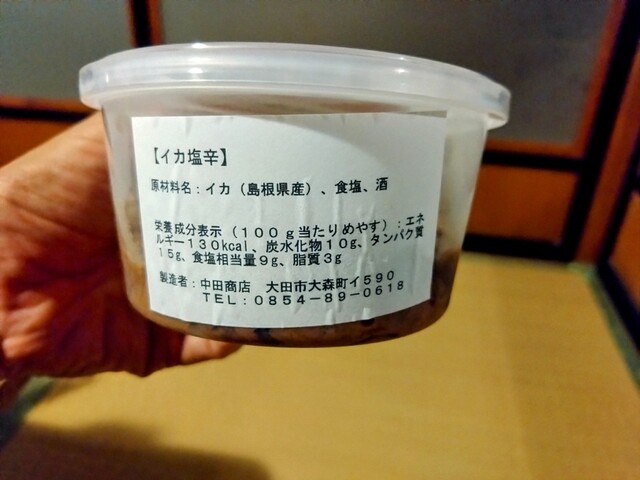 【イカ塩辛】
原材料名：イカ（島根県産）、食塩、酒
栄養成分表示（１００ｇ当たりめやす）：エネ
ルギー１３０kcal、炭水化物１０g、タンパク質
１５g、食塩相当量９g、脂質３g
製造者：中田商店　大田市大森町イ５９０
ＴＥＬ：０８５４－８９－０６１８